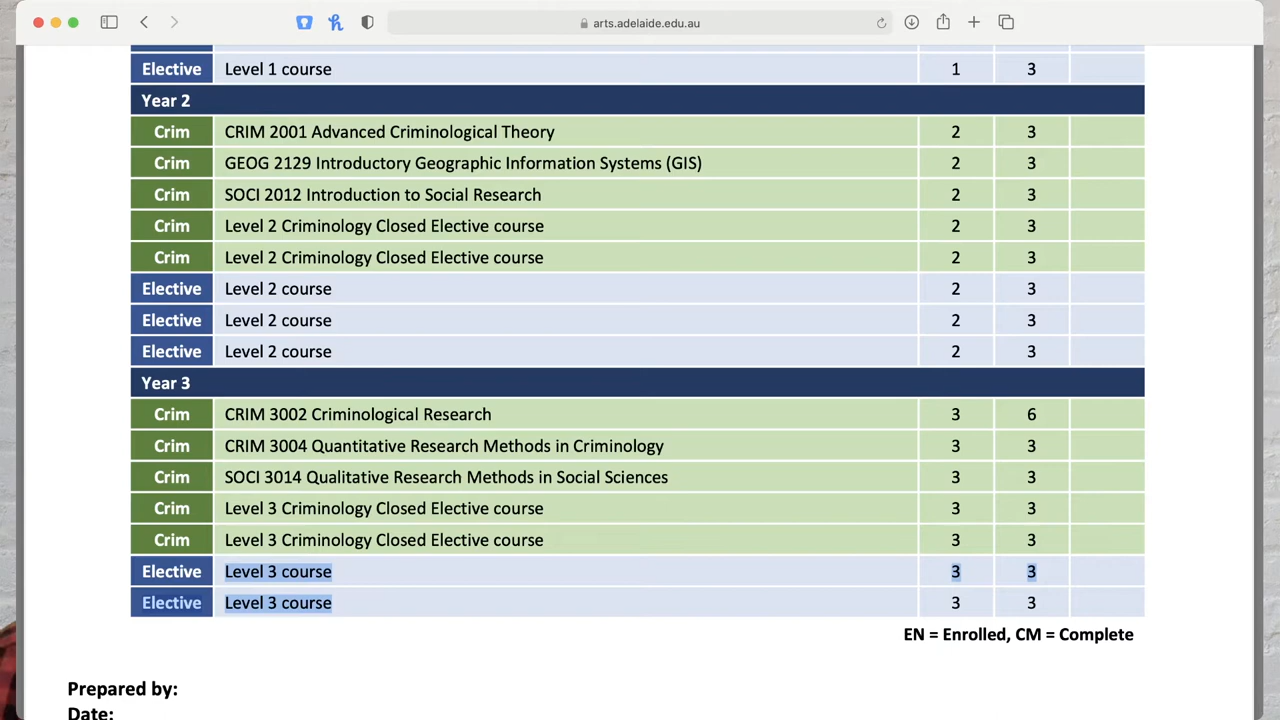 arts.adelaide.edu.au
Elective Level 1 course 1 3
Year 2
Crim CRIM 2001 Advanced Criminological Theory 2 3
Crim GEOG 2129 Introductory Geographic Information Systems (GIS) 2 3
Crim SOCI 2012 Introduction to Social Research 2 3
Crim Level 2 Criminology Closed Elective course 2 3
Crim Level 2 Criminology Closed Elective course 2 3
Elective Level 2 course 2 3
Elective Level 2 course 2 3
Elective Level 2 course 2 3
Year 3
Crim CRIM 3002 Criminological Research 3 6
Crim CRIM 3004 Quantitative Research Methods in Criminology 3 3
Crim SOCI 3014 Qualitative Research Methods in Social Sciences 3 3
Crim Level 3 Criminology Closed Elective course 3 3
Crim Level 3 Criminology Closed Elective course 3 3
Elective Level 3 course 3 3
Elective Level 3 course 3 3
EN = Enrolled, CM = Complete
Prepared by:
Date: